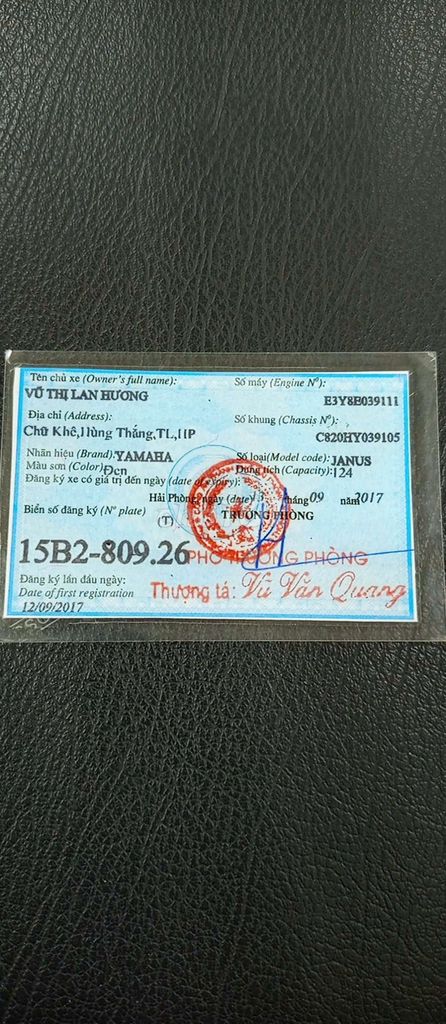 Tên chủ xe (Owner's full name):
VŨ THỊ LAN HƯƠNG
Số máy (Engine Nº):
E3Y8E039111
Địa chỉ (Address):
Chữ Khê,Hùng Thắng,TL,HP
Số khung (Chassis Nº):
C820HY039105
Nhãn hiệu (Brand): YAMAHA
Số loại(Model code): JANUS
Màu sơn (Color) Đen
Dung tích (Capacity): 124
Đăng ký xe có giá trị đến ngày (date of expiry):
Hải Phòng, ngày (date) 13 tháng 09 năm 2017
Biển số đăng ký (Nº plate)
(T) TRƯỞNG PHÒNG
15B2-809.26
PHÓ TRƯỞNG PHÒNG
Đăng ký lần đầu ngày:
Date of first registration
12/09/2017
Thượng tá: Vũ Văn Quang